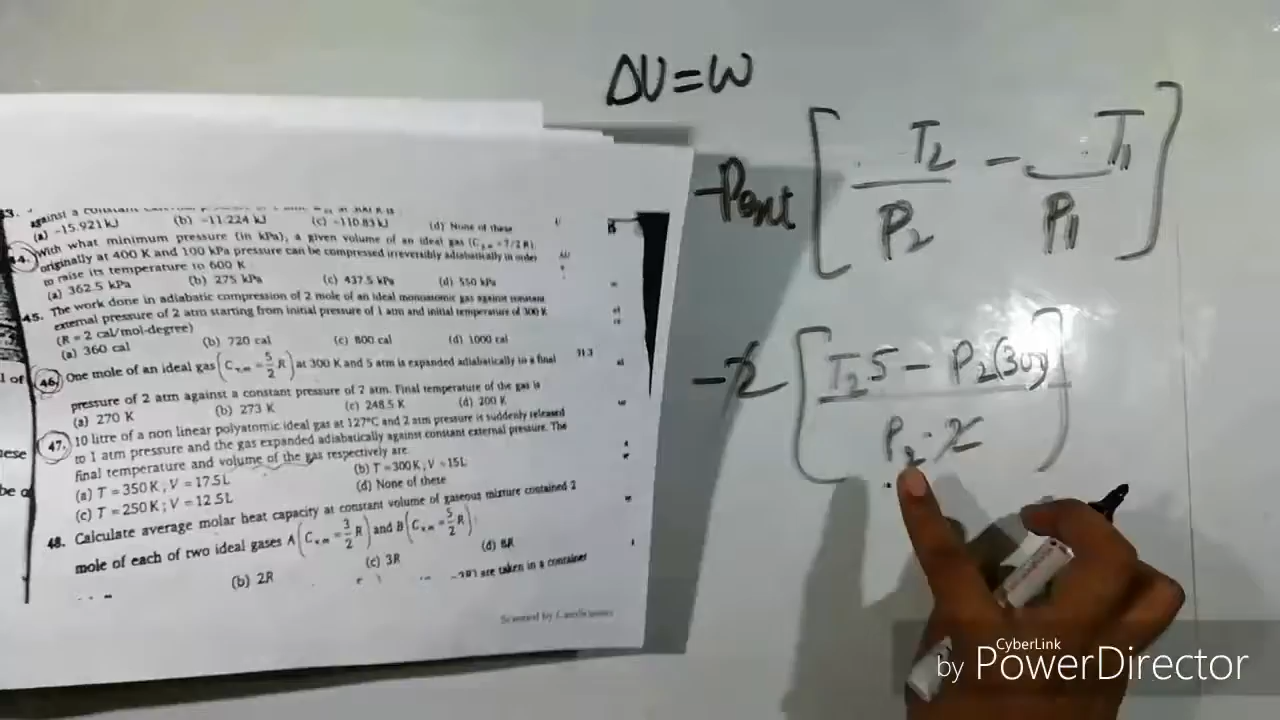 against a
(a) -15.921 kJ (b) -11.224 kJ (c) -110.83 kJ (d) None of these
With what minimum pressure (in kPa), a given volume of an ideal gas (Cv,m = 7/2 R),
originally at 400 K and 100 kPa pressure can be compressed irreversibly adiabatically in order
to raise its temperature to 600 K
(a) 362.5 kPa (b) 275 kPa (c) 437.5 kPa (d) 550 kPa
45. The work done in adiabatic compression of 2 mole of an ideal monoatomic gas against constant
external pressure of 2 atm starting from initial pressure of 1 atm and initial temperature of 300 K
(R = 2 cal/mol-degree)
(a) 360 cal (b) 720 cal (c) 800 cal (d) 1000 cal
46. One mole of an ideal gas (Cv,m = 5/2 R) at 300 K and 5 atm is expanded adiabatically to a final
pressure of 2 atm against a constant pressure of 2 atm. Final temperature of the gas is
(a) 270 K (b) 273 K (c) 248.5 K (d) 200 K
47. 10 litre of a non linear polyatomic ideal gas at 127°C and 2 atm pressure is suddenly released
to 1 atm pressure and the gas expanded adiabatically against constant external pressure. The
final temperature and volume of the gas respectively are.
(a) T = 350 K ; V = 17.5 L (b) T = 300 K ; V = 15 L
(c) T = 250 K ; V = 12.5 L (d) None of these
48. Calculate average molar heat capacity at constant volume of gaseous mixture contained 2
mole of each of two ideal gases A (Cv,m = 3/2 R) and B (Cv,m = 5/2 R) :
(b) 2R (c) 3R (d) 8R
are taken in a container
Scanned by CamScanner
ΔU = W
-Pext [ T2/P2 - T1/P1 ]
-2 [ T2 5 - P2(300) / P2 · 2 ]
CyberLink
by PowerDirector